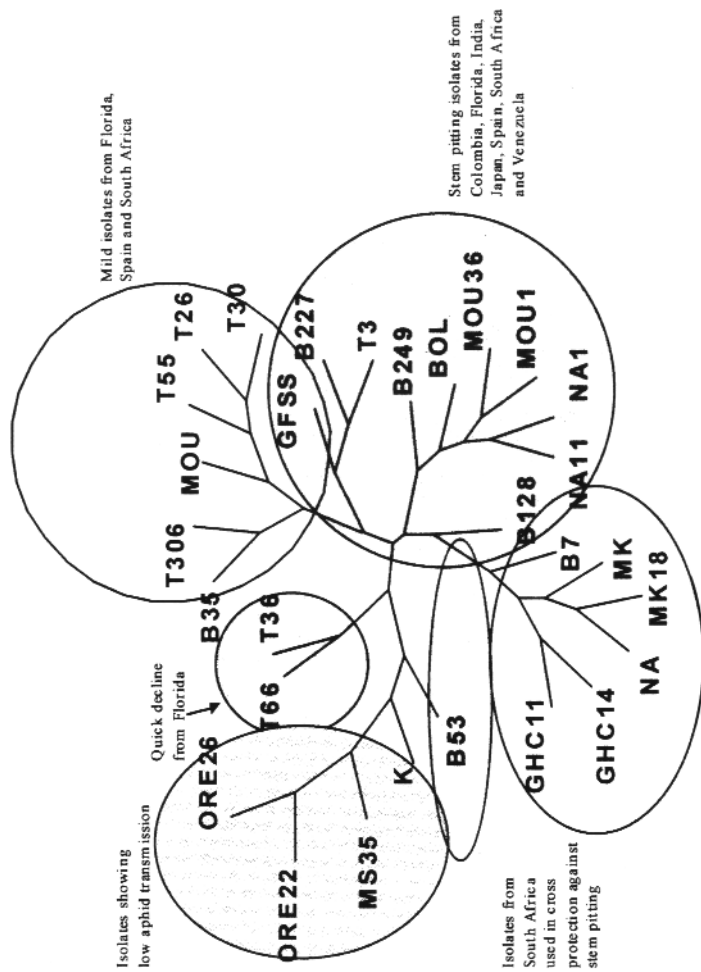 Mild isolates from Florida,
Spain and South Africa
Stem pitting isolates from
Colombia, Florida, India,
Japan, Spain, South Africa
and Venezuela
Quick decline
from Florida
Isolates showing
low aphid transmission
Isolates from
South Africa
used in cross
protection against
stem pitting
T306
MOU
T55
T26
T30
B35
GFSS
B227
T3
B249
BOL
MOU36
MOU1
NA1
NA11
B128
T36
T66
ORE26
ORE22
MS35
K
B53
B7
MK
MK18
NA
GHC14
GHC11